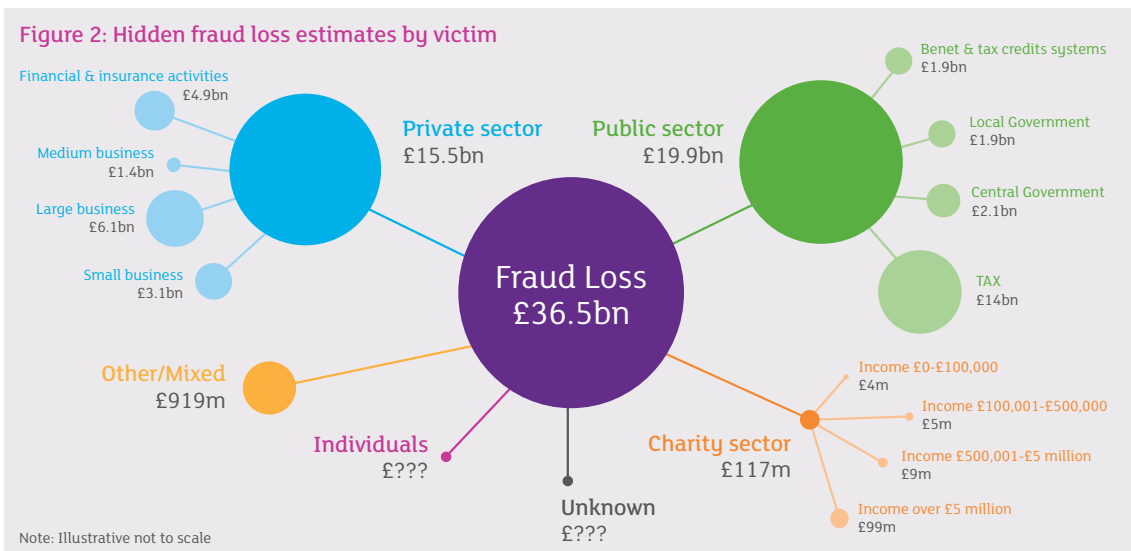 Figure 2: Hidden fraud loss estimates by victim
Financial & insurance activities
£4.9bn
Medium business
£1.4bn
Large business
£6.1bn
Small business
£3.1bn
Private sector
£15.5bn
Public sector
£19.9bn
Benet & tax credits systems
£1.9bn
Local Government
£1.9bn
Central Government
£2.1bn
TAX
£14bn
Fraud Loss
£36.5bn
Other/Mixed
£919m
Individuals
£???
Unknown
£???
Charity sector
£117m
Income £0-£100,000
£4m
Income £100,001-£500,000
£5m
Income £500,001-£5 million
£9m
Income over £5 million
£99m
Note: Illustrative not to scale